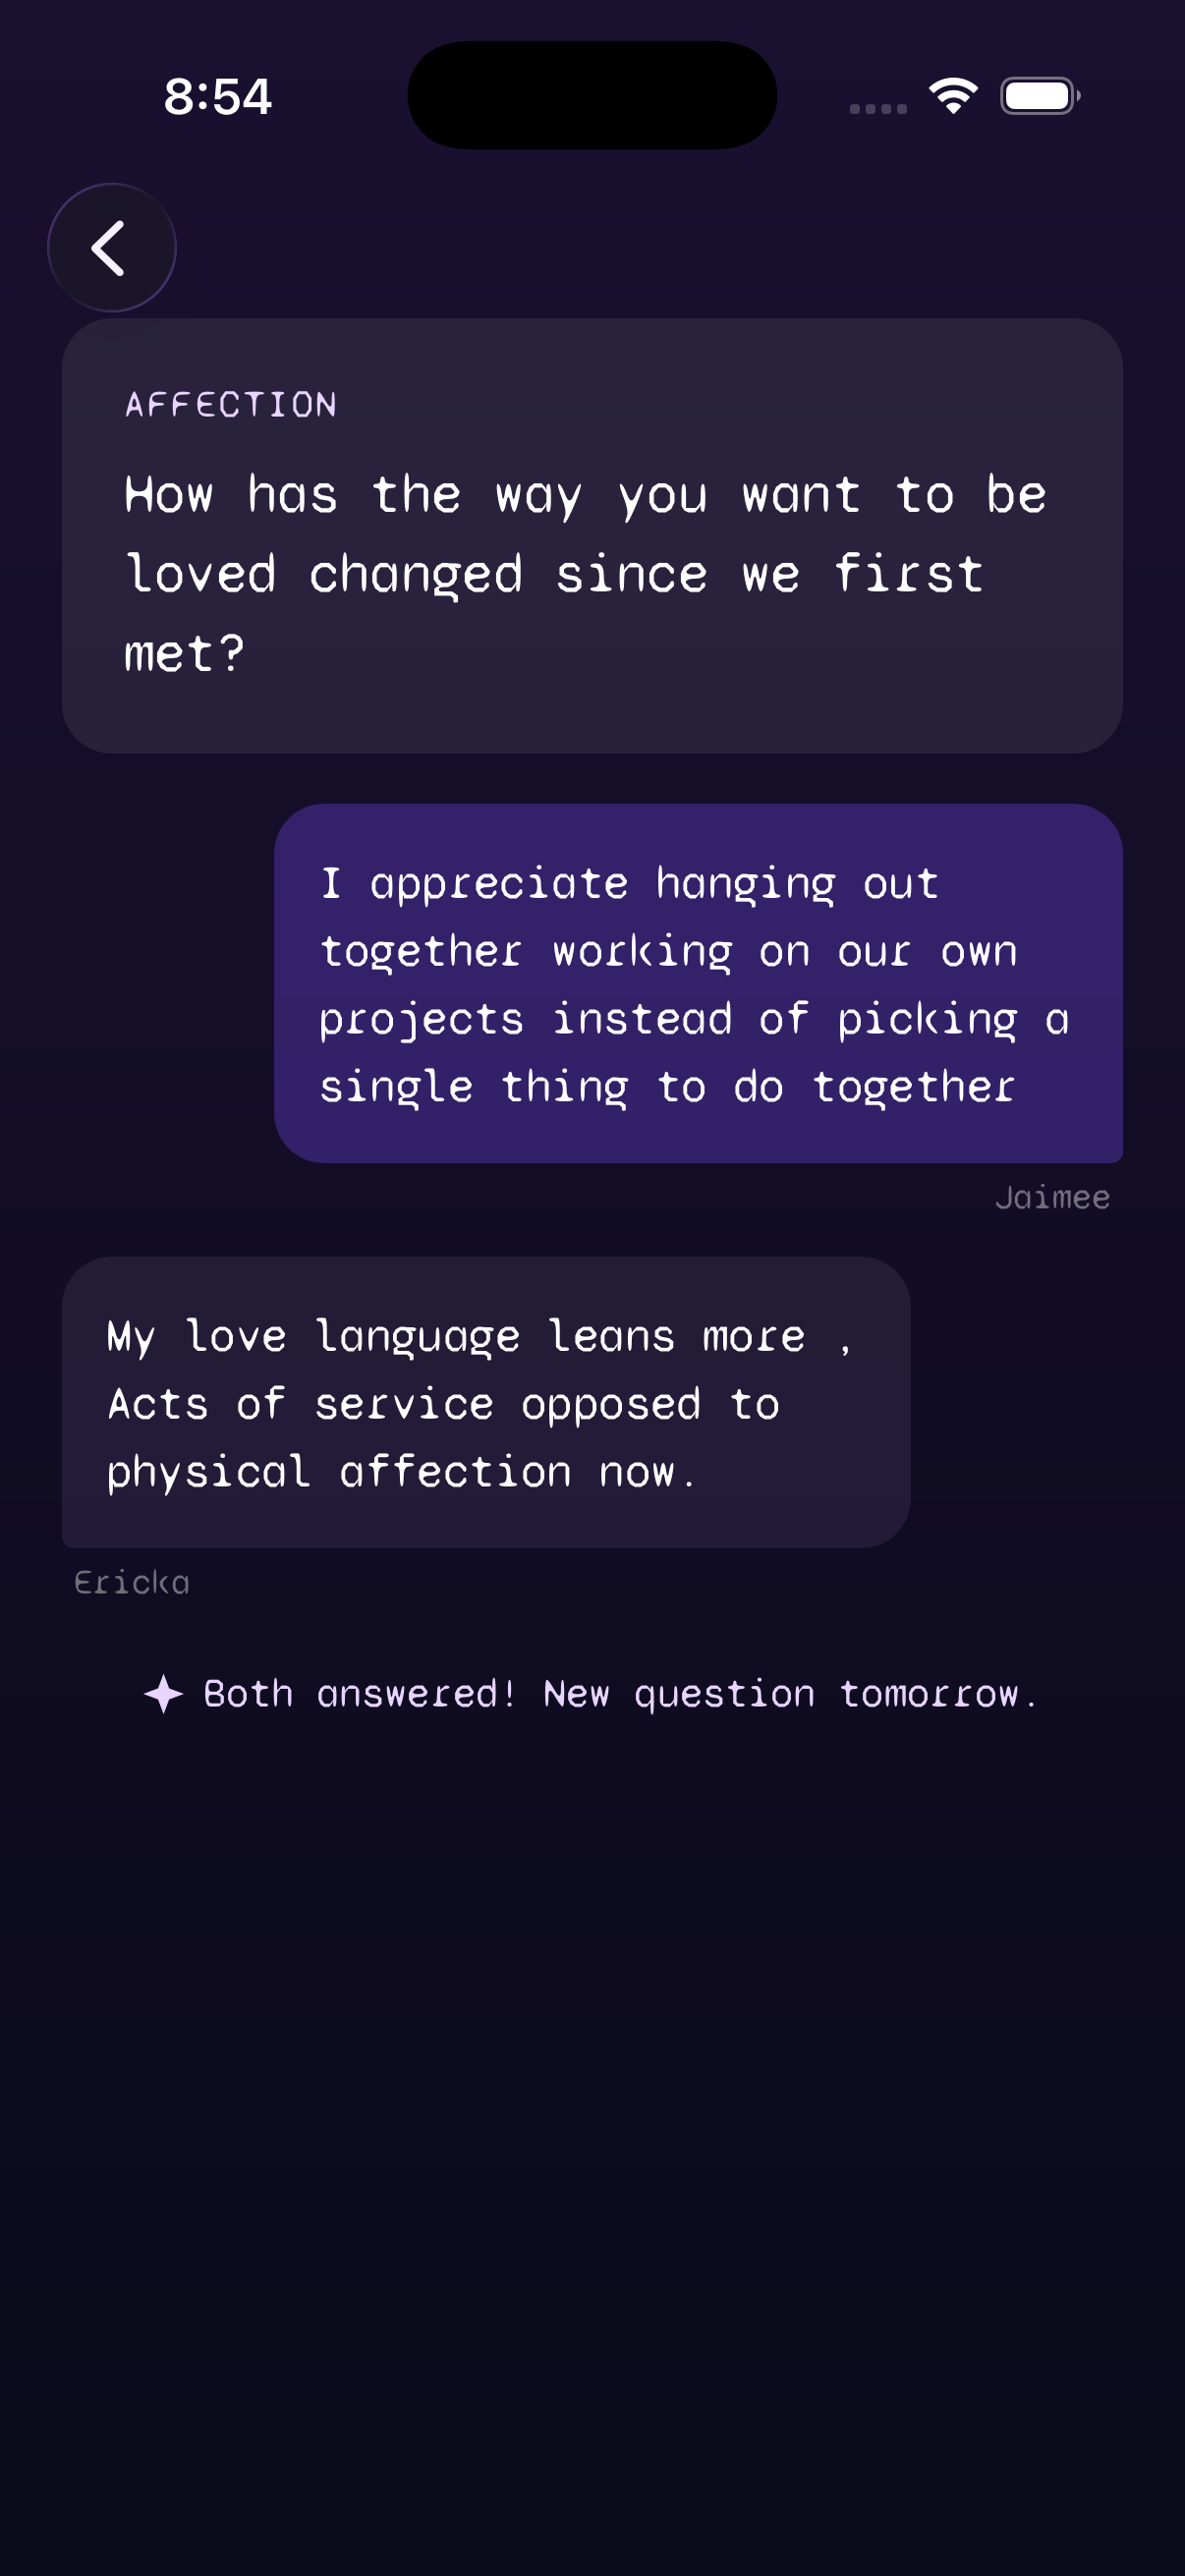 8:54
AFFECTION
How has the way you want to be
loved changed since we first
met?
I appreciate hanging out
together working on our own
projects instead of picking a
single thing to do together
Jaimee
My love language leans more ,
Acts of service opposed to
physical affection now.
Ericka
Both answered! New question tomorrow.